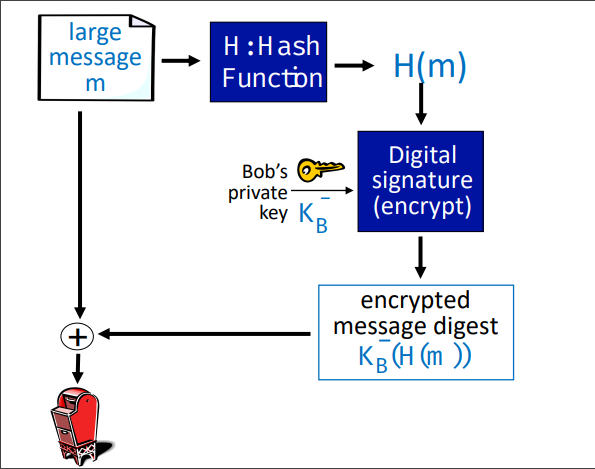 large
message
m
H:Hash
Function
H(m)
Bob's
private
key
K_B^-
Digital
signature
(encrypt)
encrypted
message digest
K_B^-(H(m))
+